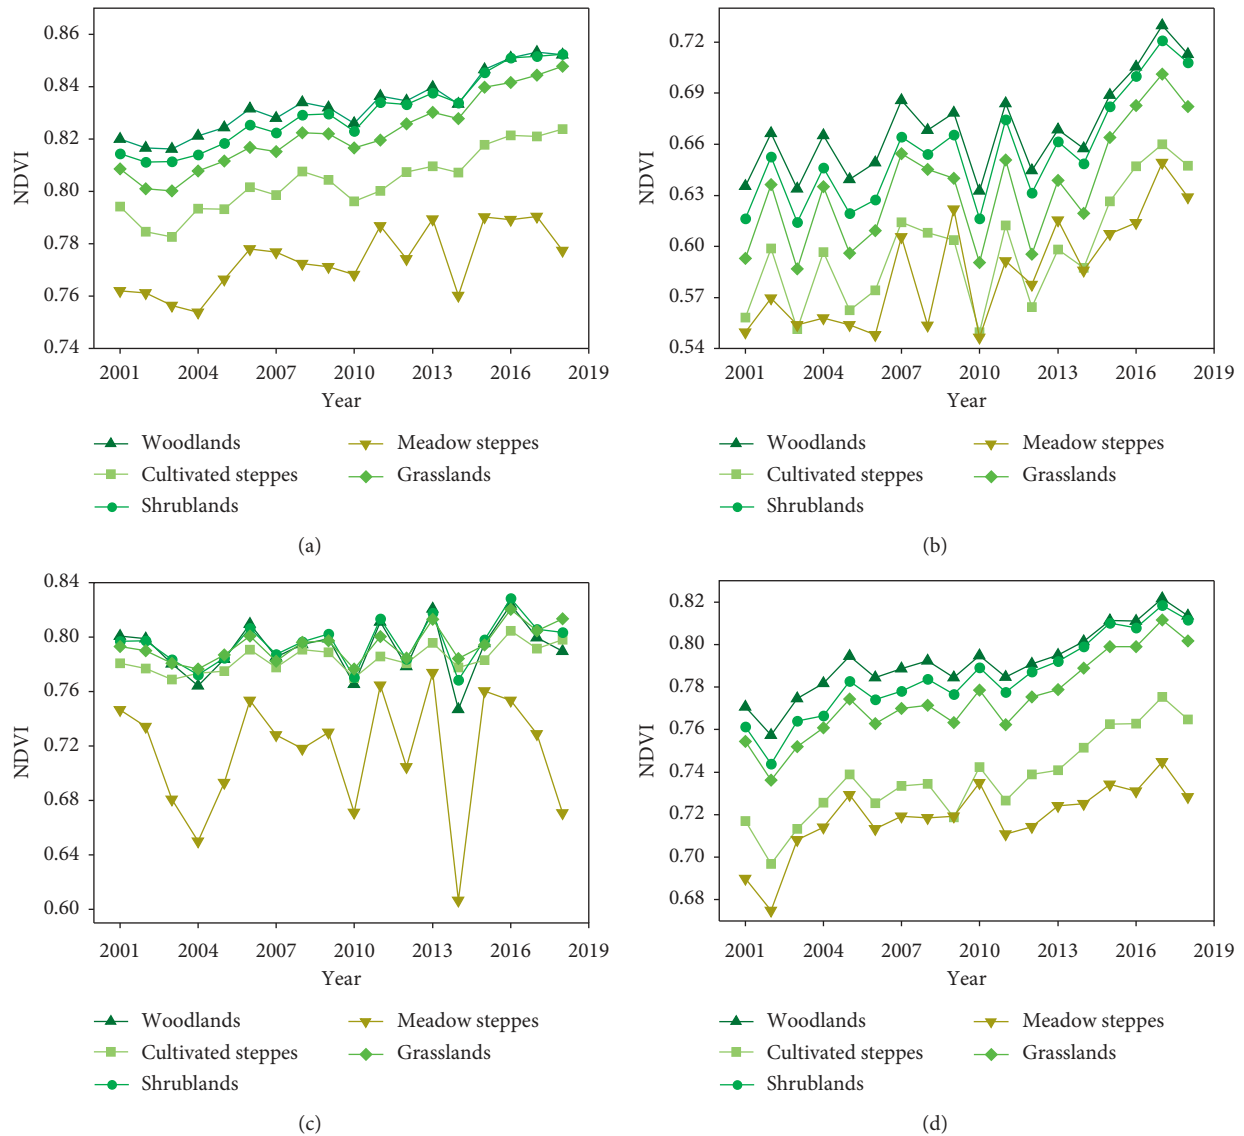 0.86
0.84
0.82
0.80
0.78
0.76
0.74
NDVI
2001 2004 2007 2010 2013 2016 2019
Year
Woodlands
Meadow steppes
Cultivated steppes
Grasslands
Shrublands
(a)
0.72
0.69
0.66
0.63
0.60
0.57
0.54
NDVI
2001 2004 2007 2010 2013 2016 2019
Year
Woodlands
Meadow steppes
Cultivated steppes
Grasslands
Shrublands
(b)
0.84
0.80
0.76
0.72
0.68
0.64
0.60
NDVI
2001 2004 2007 2010 2013 2016 2019
Year
Woodlands
Meadow steppes
Cultivated steppes
Grasslands
Shrublands
(c)
0.82
0.80
0.78
0.76
0.74
0.72
0.70
0.68
NDVI
2001 2004 2007 2010 2013 2016 2019
Year
Woodlands
Meadow steppes
Cultivated steppes
Grasslands
Shrublands
(d)